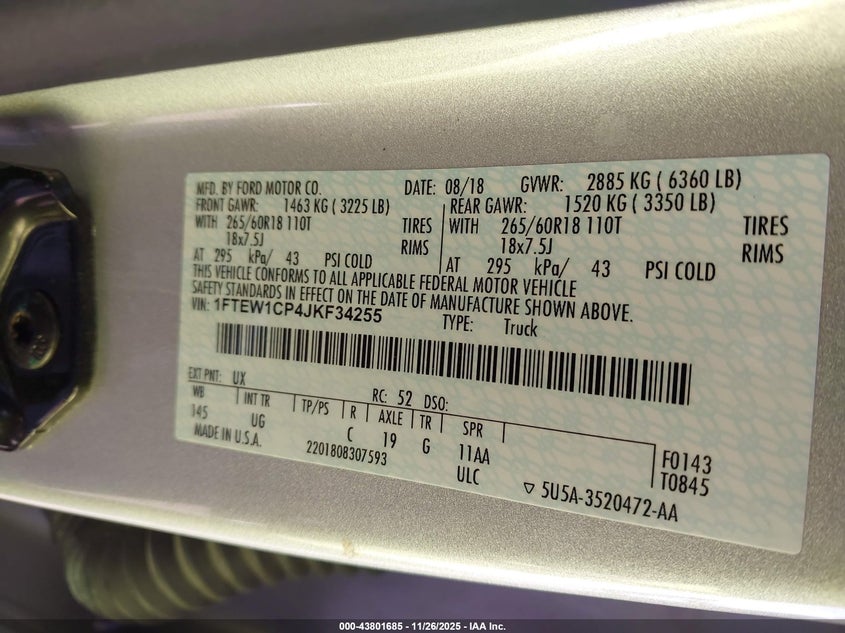 MFD. BY FORD MOTOR CO. DATE: 08/18 GVWR: 2885 KG ( 6360 LB)
FRONT GAWR: 1463 KG ( 3225 LB) REAR GAWR: 1520 KG ( 3350 LB)
WITH 265/60R18 110T TIRES WITH 265/60R18 110T TIRES
18x7.5J RIMS 18x7.5J RIMS
AT 295 kPa/ 43 PSI COLD AT 295 kPa/ 43 PSI COLD
THIS VEHICLE CONFORMS TO ALL APPLICABLE FEDERAL MOTOR VEHICLE
SAFETY STANDARDS IN EFFECT ON THE DATE OF MANUFACTURE SHOWN ABOVE.
VIN: 1FTEW1CP4JKF34255 TYPE: Truck
EXT PNT: UX RC: 52 DSO:
WB INT TR TP/PS R AXLE TR SPR
145 UG C 19 G 11AA F0143
MADE IN U.S.A. 2201808307593 ULC T0845
▽ 5U5A-3520472-AA
000-43801685 - 11/26/2025 - IAA Inc.